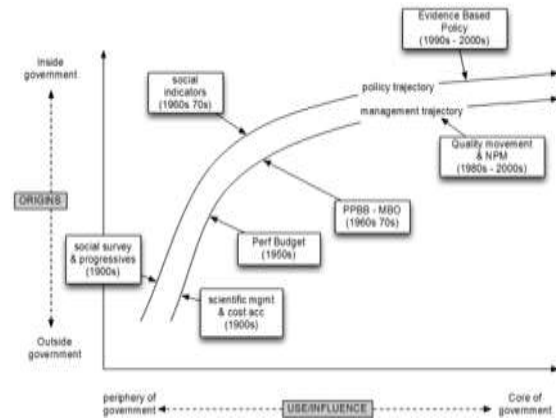 Evidence Based
Policy
(1990s - 2000s)
Inside
government
social
indicators
(1960s 70s)
policy trajectory
management trajectory
Quality movement
& NPM
(1980s - 2000s)
ORIGINS
PPBB - MBO
(1960s 70s)
Perf Budget
(1950s)
social survey
& progressives
(1900s)
scientific mgmt
& cost acc
(1900s)
Outside
government
periphery of
government
USE/INFLUENCE
Core of
government